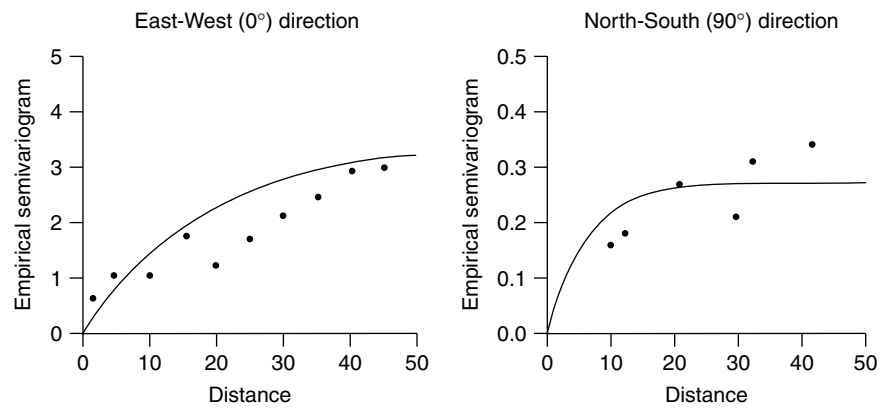 East-West (0°) direction
5
4
3
2
1
0
Empirical semivariogram
0 10 20 30 40 50
Distance
North-South (90°) direction
0.5
0.4
0.3
0.2
0.1
0.0
Empirical semivariogram
0 10 20 30 40 50
Distance